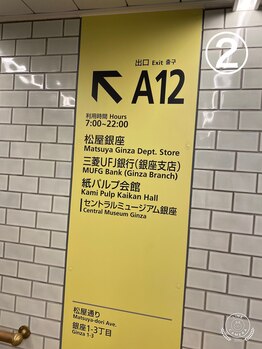 ②
出口 Exit 출구
A12
利用時間 Hours
7:00~22:00
松屋銀座
Matsuya Ginza Dept. Store
三菱UFJ銀行(銀座支店)
MUFG Bank (Ginza Branch)
紙パルプ会館
Kami Pulp Kaikan Hall
セントラルミュージアム銀座
Central Museum Ginza
松屋通り
Matsuya-dori Ave.
銀座1-3丁目
Ginza 1-3